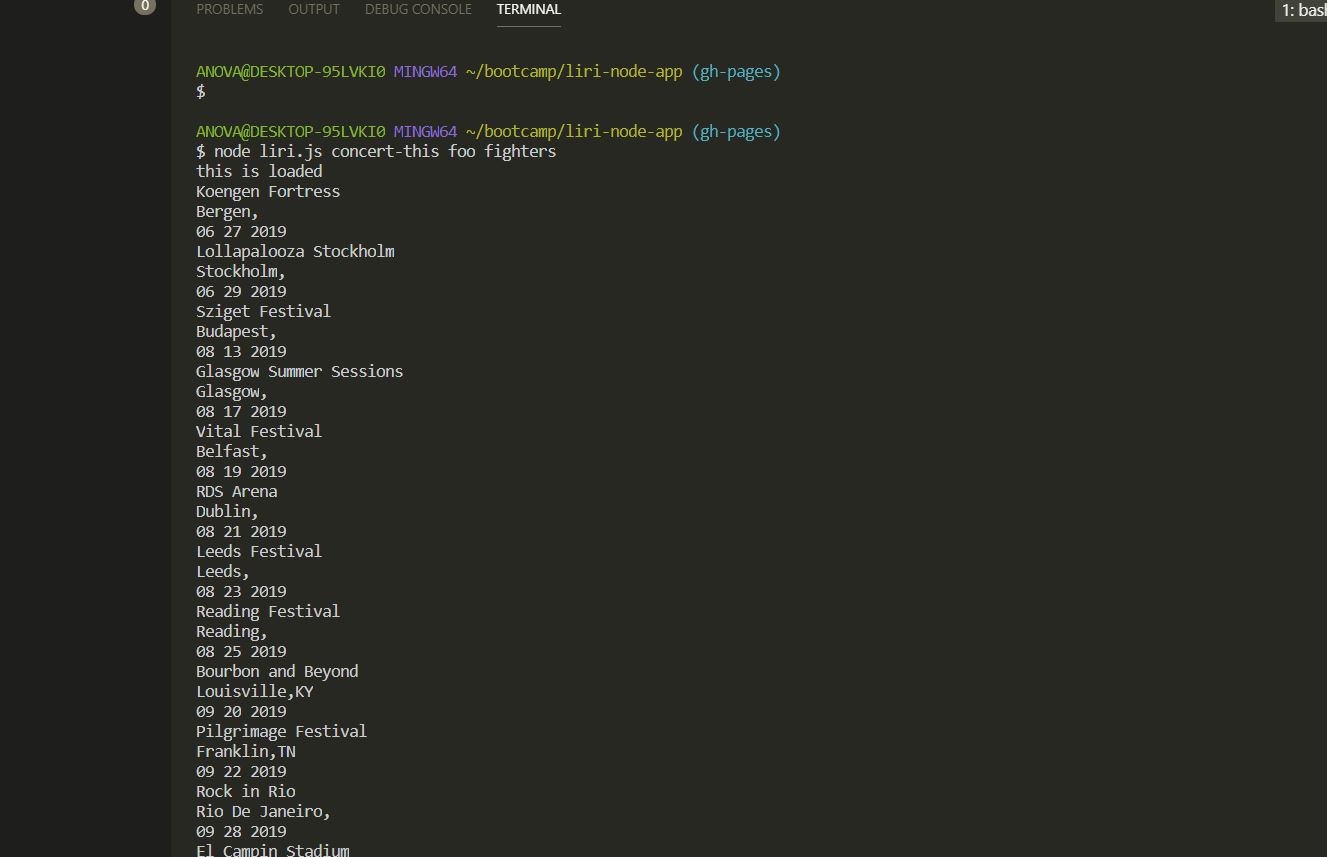 0
PROBLEMS OUTPUT DEBUG CONSOLE TERMINAL 1: bash
ANOVA@DESKTOP-95LVKI0 MINGW64 ~/bootcamp/liri-node-app (gh-pages)
$
ANOVA@DESKTOP-95LVKI0 MINGW64 ~/bootcamp/liri-node-app (gh-pages)
$ node liri.js concert-this foo fighters
this is loaded
Koengen Fortress
Bergen,
06 27 2019
Lollapalooza Stockholm
Stockholm,
06 29 2019
Sziget Festival
Budapest,
08 13 2019
Glasgow Summer Sessions
Glasgow,
08 17 2019
Vital Festival
Belfast,
08 19 2019
RDS Arena
Dublin,
08 21 2019
Leeds Festival
Leeds,
08 23 2019
Reading Festival
Reading,
08 25 2019
Bourbon and Beyond
Louisville,KY
09 20 2019
Pilgrimage Festival
Franklin,TN
09 22 2019
Rock in Rio
Rio De Janeiro,
09 28 2019
El Campin Stadium